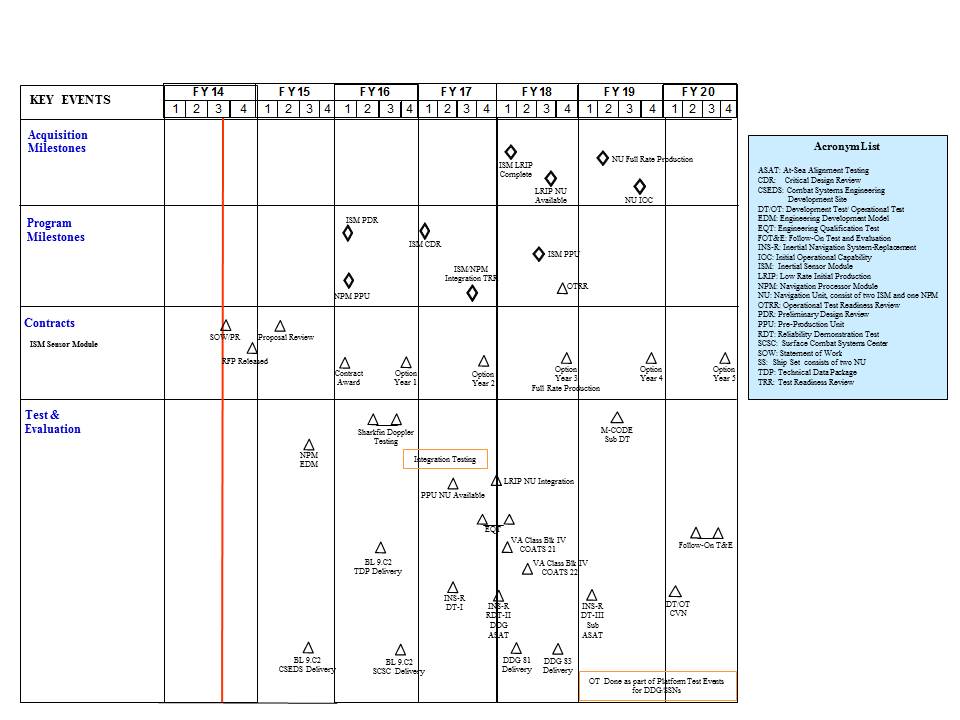 KEY EVENTS
FY 14 FY 15 FY 16 FY 17 FY 18 FY 19 FY 20
1 2 3 4 1 2 3 4 1 2 3 4 1 2 3 4 1 2 3 4 1 2 3 4 1 2 3 4
Acquisition
Milestones
ISM LRIP
Complete
LRIP NU
Available
NU Full Rate Production
NU IOC
Program
Milestones
ISM PDR
NPM PPU
ISM CDR
ISM/NPM
Integration TRR
ISM PPU
OTRR
Contracts
ISM Sensor Module
SOW/PR
RFP Released
Proposal Review
Contract
Award
Option
Year 1
Option
Year 2
Option
Year 3
Full Rate Production
Option
Year 4
Option
Year 5
Test &
Evaluation
Sharkfin Doppler
Testing
M-CODE
Sub DT
NPM
EDM
Integration Testing
PPU NU Available
LRIP NU Integration
EQT
VA Class Blk IV
COATS 21
VA Class Blk IV
COATS 22
Follow-On T&E
BL 9.C2
TDP Delivery
INS-R
DT-I
INS-R
RDT-II
DDG
ASAT
INS-R
DT-III
Sub
ASAT
DT/OT
CVN
BL 9.C2
CSEDS Delivery
BL 9.C2
SCSC Delivery
DDG 81
Delivery
DDG 83
Delivery
OT Done as part of Platform Test Events
for DDG/SSNs
Acronym List
ASAT: At-Sea Alignment Testing
CDR: Critical Design Review
CSEDS: Combat Systems Engineering
Development Site
DT/OT: Development Test/ Operational Test
EDM: Engineering Development Model
EQT: Engineering Qualification Test
FOT&E: Follow-On Test and Evaluation
INS-R: Inertial Navigation System-Replacement
IOC: Initial Operational Capability
ISM: Inertial Sensor Module
LRIP: Low Rate Initial Production
NPM: Navigation Processor Module
NU: Navigation Unit, consist of two ISM and one NPM
OTRR: Operational Test Readiness Review
PDR: Preliminary Design Review
PPU: Pre-Production Unit
RDT: Reliability Demonstration Test
SCSC: Surface Combat Systems Center
SOW: Statement of Work
SS: Ship Set consists of two NU
TDP: Technical Data Package
TRR: Test Readiness Review